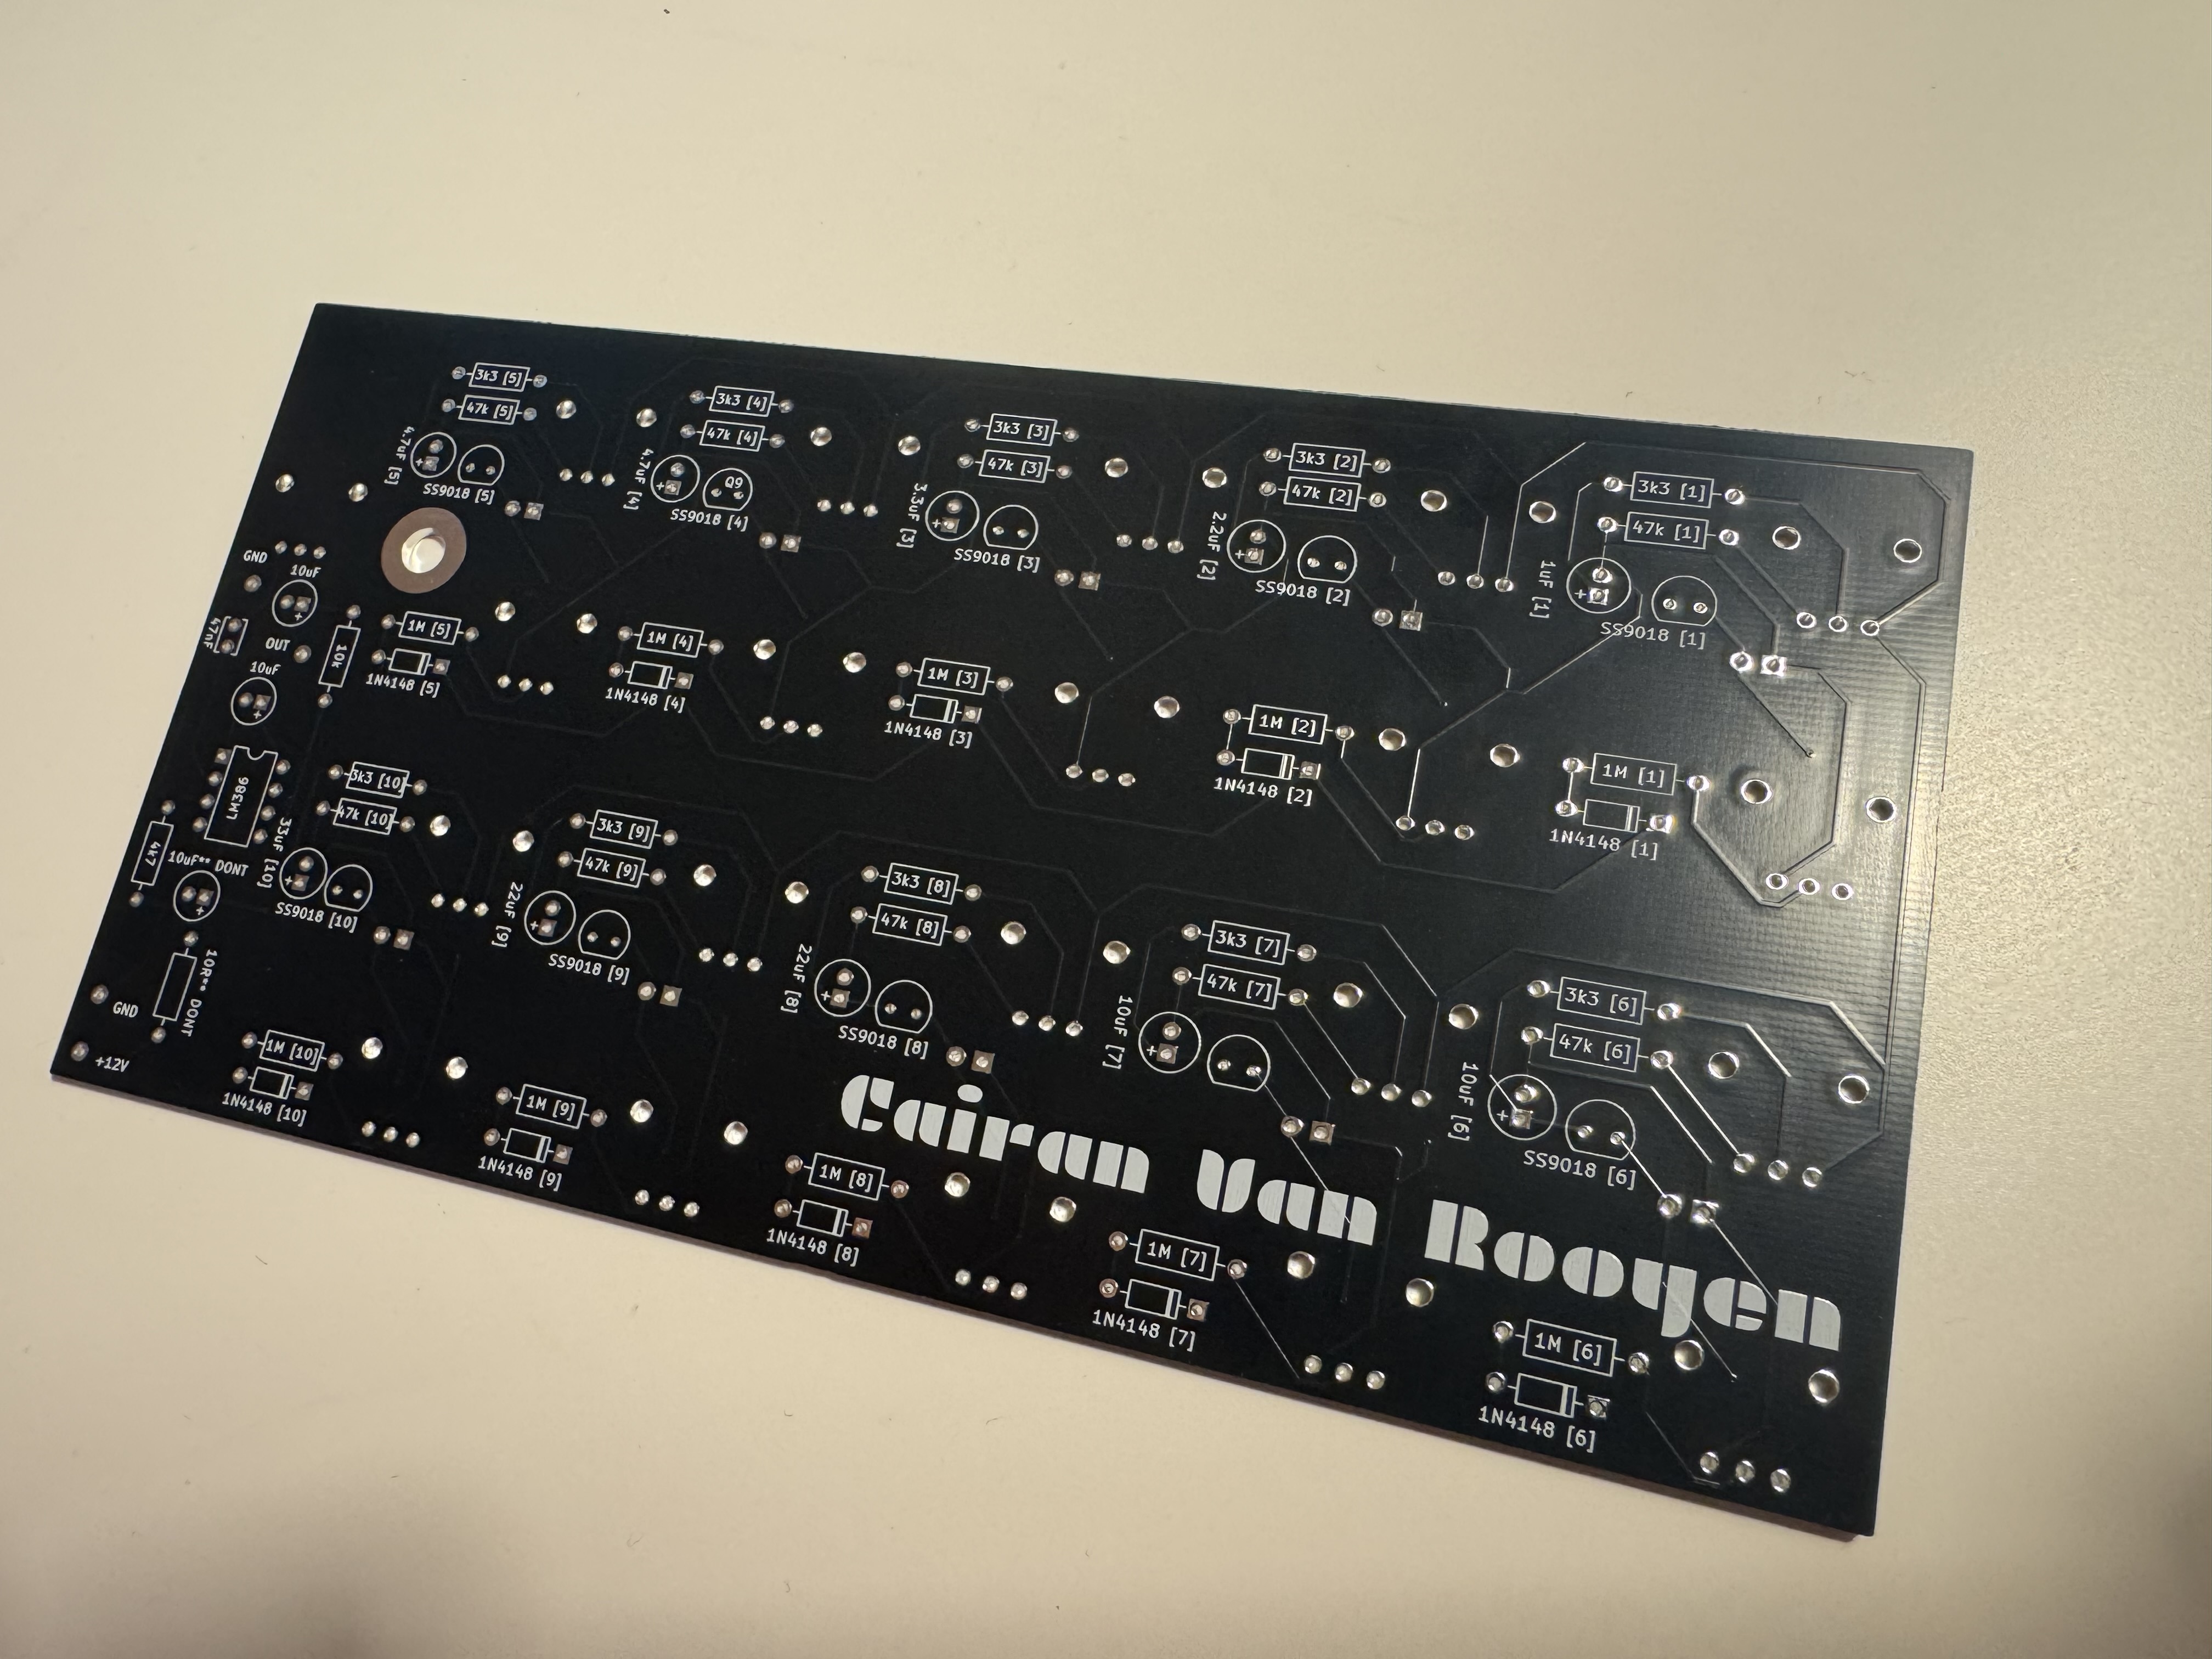 3k3 [5]
47k [5]
4.7uF [5]
SS9018 [5]
3k3 [4]
47k [4]
4.7uF [4]
Q9
SS9018 [4]
3k3 [3]
47k [3]
3.3uF [3]
SS9018 [3]
3k3 [2]
47k [2]
2.2uF [2]
SS9018 [2]
3k3 [1]
47k [1]
1uF [1]
SS9018 [1]
GND
10uF
47nF
OUT
10k
10uF
1M [5]
1N4148 [5]
1M [4]
1N4148 [4]
1M [3]
1N4148 [3]
1M [2]
1N4148 [2]
1M [1]
1N4148 [1]
LM386
4k7
10uF** DONT
10R** DONT
GND
+12V
3k3 [10]
47k [10]
33uF [10]
SS9018 [10]
3k3 [9]
47k [9]
22uF [9]
SS9018 [9]
3k3 [8]
47k [8]
22uF [8]
SS9018 [8]
3k3 [7]
47k [7]
10uF [7]
3k3 [6]
47k [6]
10uF [6]
SS9018 [6]
Cairan Van Rooyen
1M [10]
1N4148 [10]
1M [9]
1N4148 [9]
1M [8]
1N4148 [8]
1M [7]
1N4148 [7]
1M [6]
1N4148 [6]